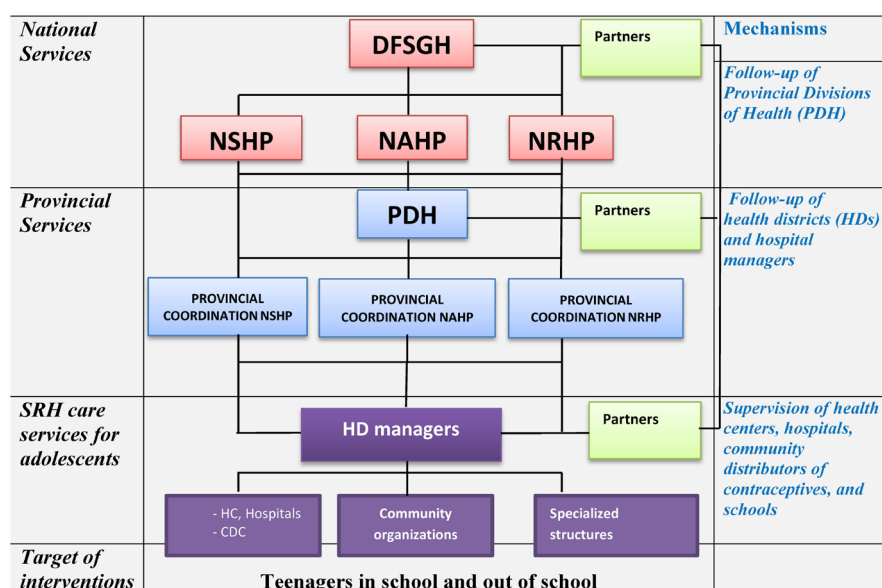 National
Services
DFSGH
Partners
Mechanisms
Follow-up of
Provincial Divisions
of Health (PDH)
NSHP
NAHP
NRHP
Provincial
Services
PDH
Partners
Follow-up of
health districts (HDs)
and hospital
managers
PROVINCIAL
COORDINATION NSHP
PROVINCIAL
COORDINATION NAHP
PROVINCIAL
COORDINATION NRHP
SRH care
services for
adolescents
HD managers
Partners
Supervision of health
centers, hospitals,
community
distributors of
contraceptives, and
schools
- HC, Hospitals
- CDC
Community
organizations
Specialized
structures
Target of
interventions
Teenagers in school and out of school